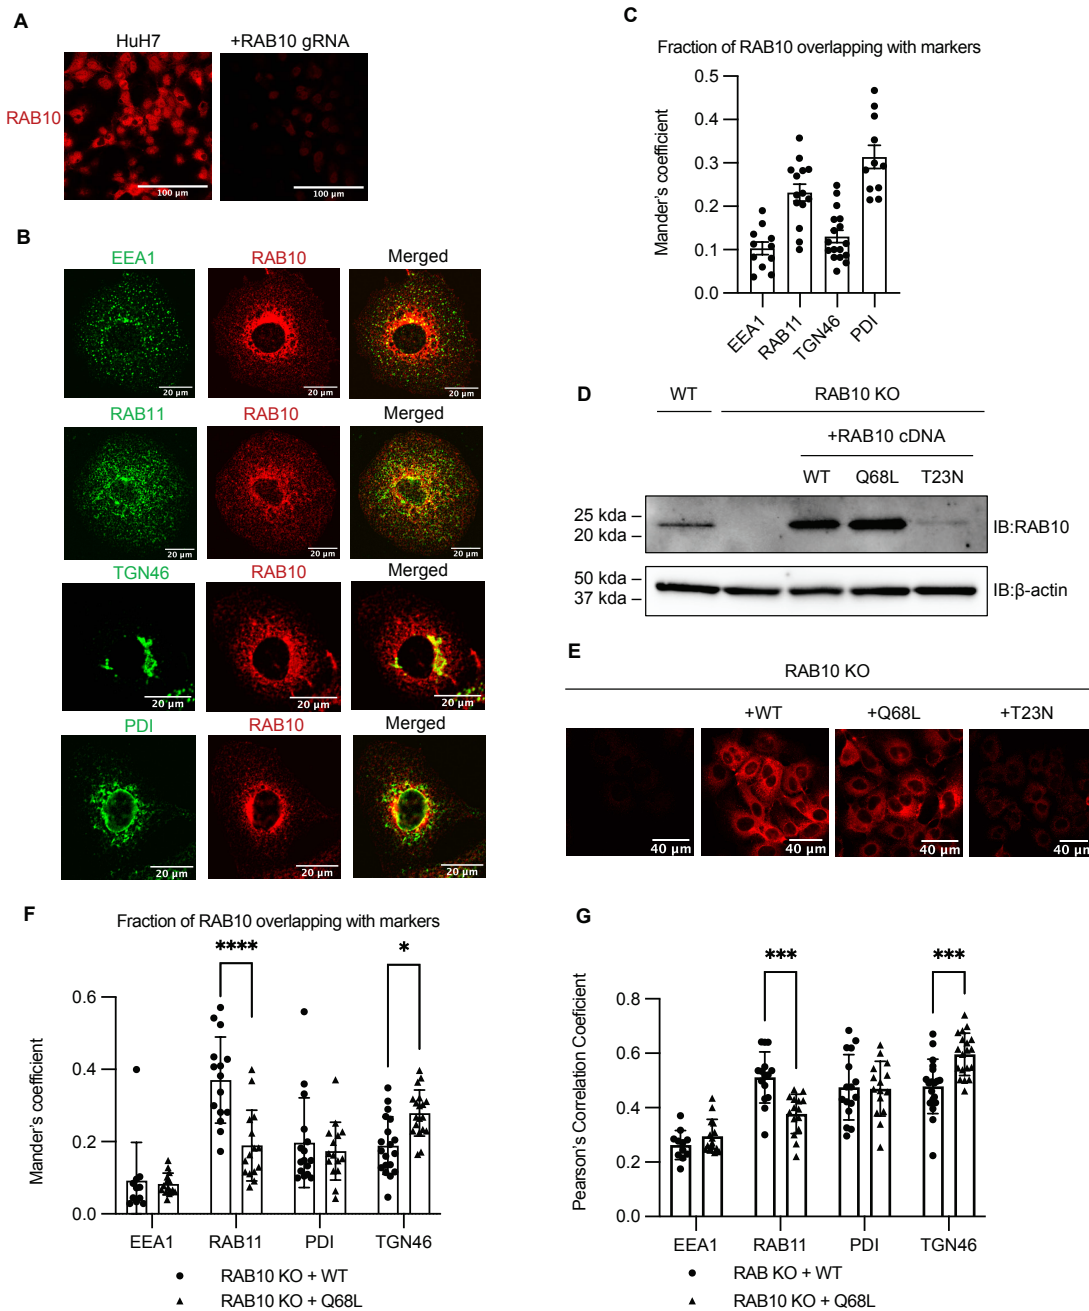 A
HuH7 +RAB10 gRNA
RAB10
100 μm 100 μm
B
EEA1 RAB10 Merged
20 μm 20 μm 20 μm
RAB11 RAB10 Merged
20 μm 20 μm 20 μm
TGN46 RAB10 Merged
20 μm 20 μm 20 μm
PDI RAB10 Merged
20 μm 20 μm 20 μm
C
Fraction of RAB10 overlapping with markers
Mander's coefficient
0.5
0.4
0.3
0.2
0.1
0.0
EEA1 RAB11 TGN46 PDI
D
WT RAB10 KO
+RAB10 cDNA
WT Q68L T23N
25 kda –
20 kda –
IB:RAB10
50 kda –
37 kda –
IB:β-actin
E
RAB10 KO
+WT +Q68L +T23N
40 μm 40 μm 40 μm 40 μm
F
Fraction of RAB10 overlapping with markers
**** *
Mander's coefficient
0.6
0.4
0.2
0.0
EEA1 RAB11 PDI TGN46
RAB10 KO + WT
RAB10 KO + Q68L
G
*** ***
Pearson's Correlation Coeficient
0.8
0.6
0.4
0.2
0.0
EEA1 RAB11 PDI TGN46
RAB KO + WT
RAB10 KO + Q68L